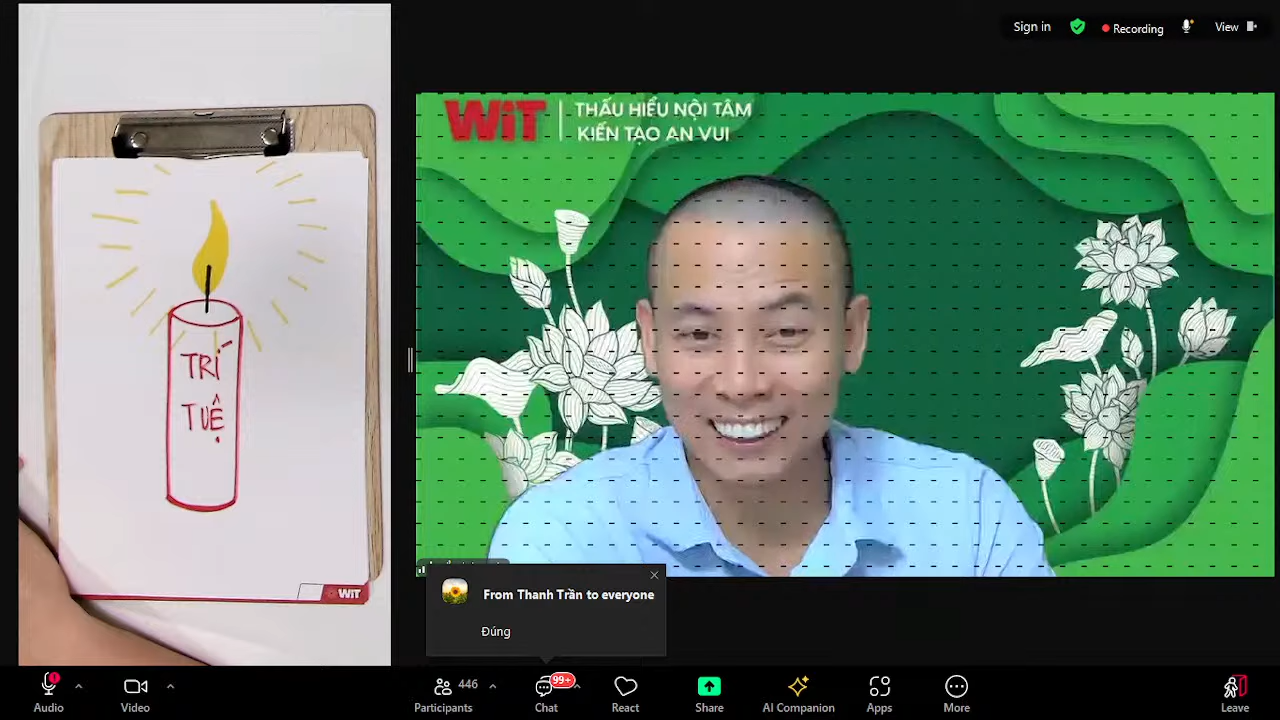 Sign in
Recording
View
WiT
THẤU HIỂU NỘI TÂM
KIẾN TẠO AN VUI
TRÍ
TUỆ
WiT
From Thanh Trần to everyone
Đúng
Audio
Video
446
Participants
99+
Chat
React
Share
AI Companion
Apps
More
Leave